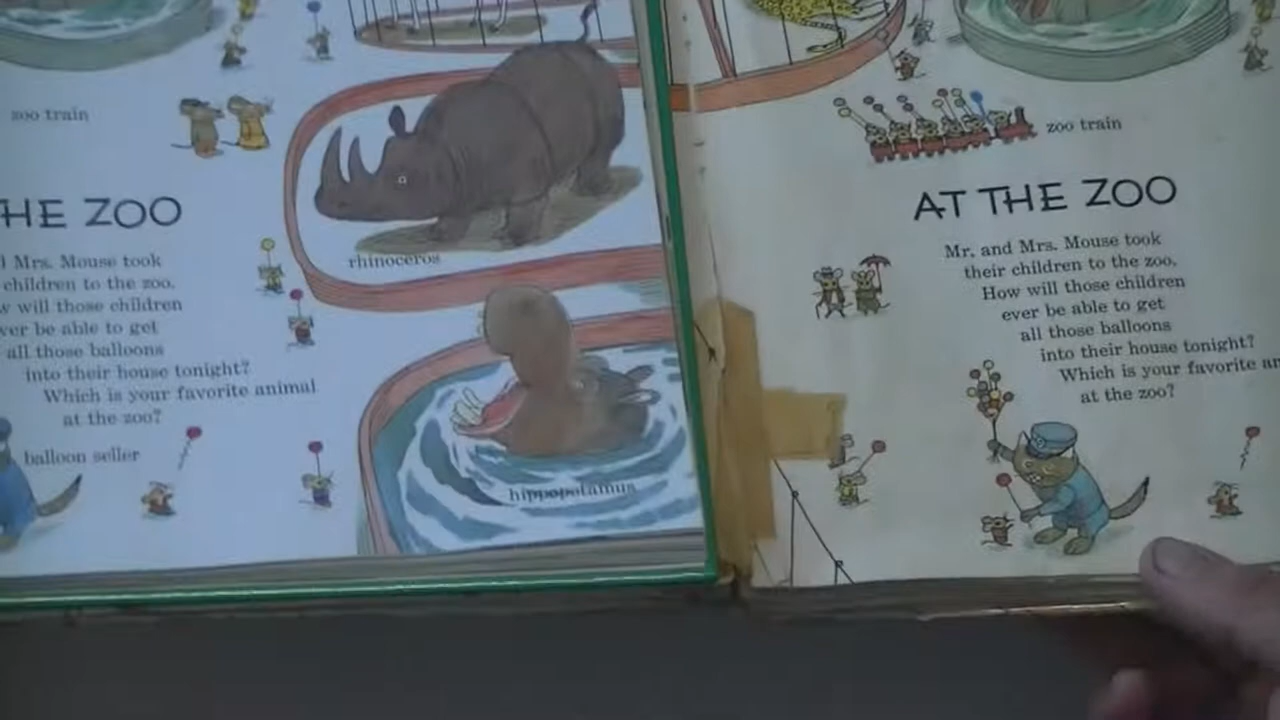 zoo train
HE ZOO
Mrs. Mouse took
children to the zoo.
will those children
ever be able to get
all those balloons
into their house tonight?
Which is your favorite animal
at the zoo?
balloon seller
rhinoceros
hippopotamus
zoo train
AT THE ZOO
Mr. and Mrs. Mouse took
their children to the zoo.
How will those children
ever be able to get
all those balloons
into their house tonight?
Which is your favorite
at the zoo?